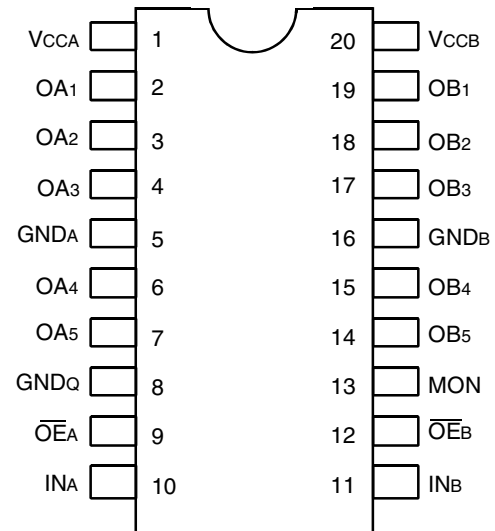 VCCA 1 20 VCCB
OA1 2 19 OB1
OA2 3 18 OB2
OA3 4 17 OB3
GNDA 5 16 GNDB
OA4 6 15 OB4
OA5 7 14 OB5
GNDQ 8 13 MON
O̅E̅A 9 12 O̅E̅B
INA 10 11 INB